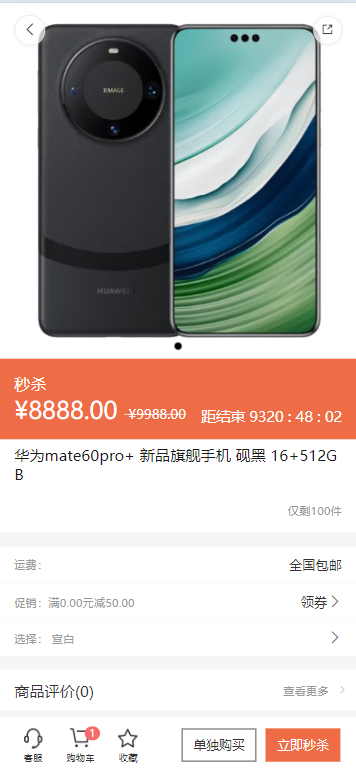 XMAGE
HUAWEI
秒杀
¥8888.00 ¥9988.00 距结束 9320 : 48 : 02
华为mate60pro+ 新品旗舰手机 砚黑 16+512G
B
仅剩100件
运费： 全国包邮
促销：满0.00元减50.00 领券
选择： 宣白
商品评价(0) 查看更多
1
客服 购物车 收藏 单独购买 立即秒杀